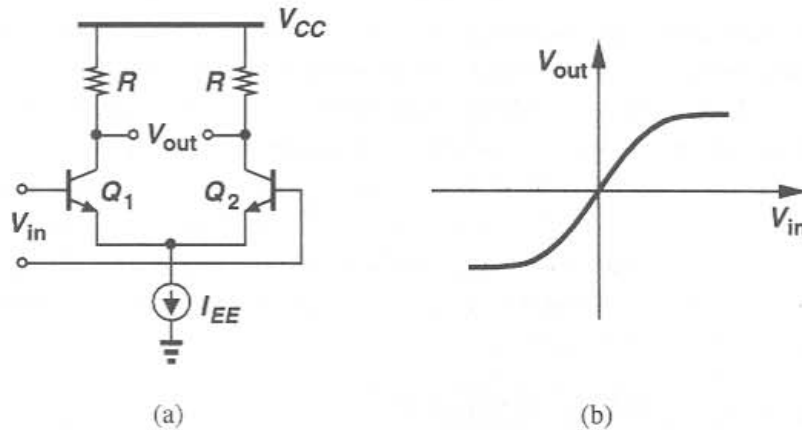 V_CC
V_out
R R
V_out
Q_1 Q_2
V_in
V_in
I_EE
(a) (b)